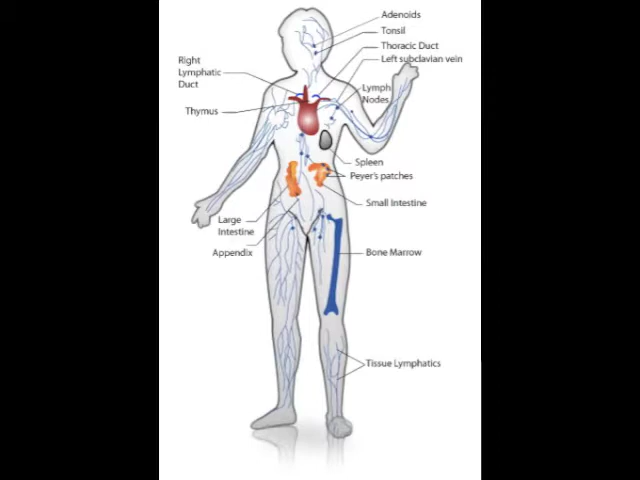 Adenoids
Tonsil
Thoracic Duct
Left subclavian vein
Right
Lymphatic
Duct
Lymph
Nodes
Thymus
Spleen
Peyer's patches
Small Intestine
Large
Intestine
Appendix
Bone Marrow
Tissue Lymphatics